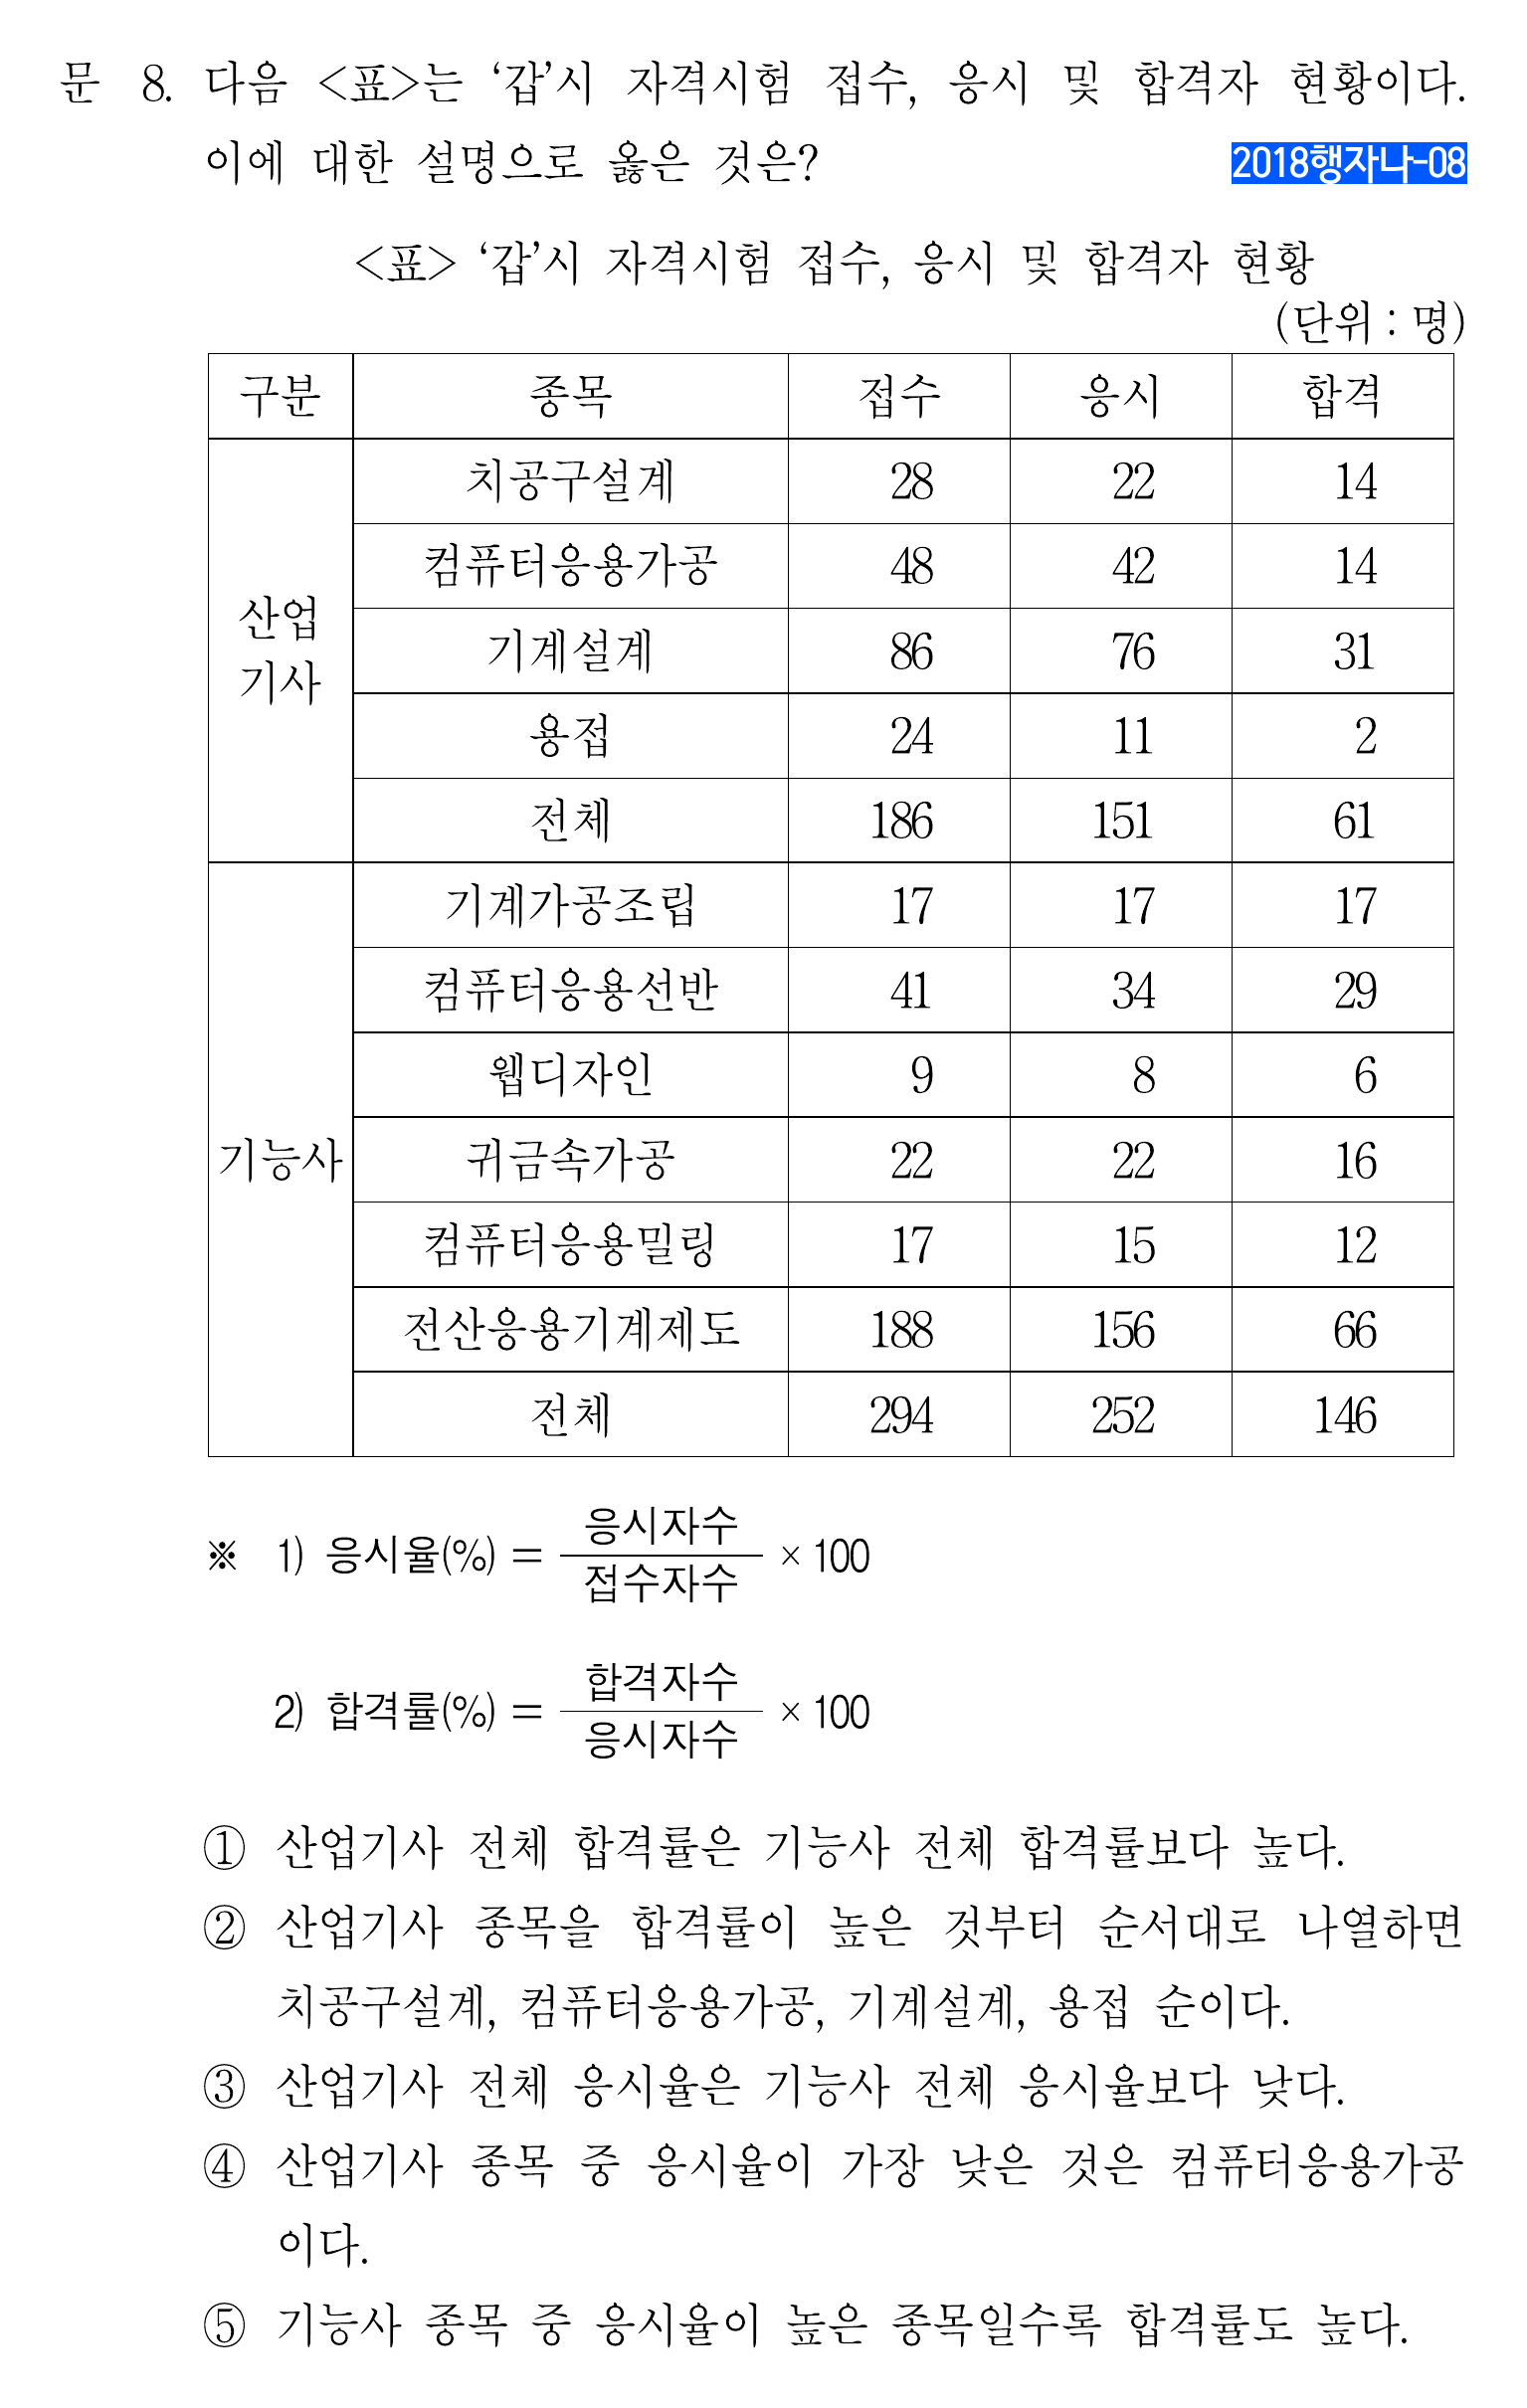 문 8. 다음 <표>는 ‘갑’시 자격시험 접수, 응시 및 합격자 현황이다.
이에 대한 설명으로 옳은 것은? 2018행자나-08
<표> ‘갑’시 자격시험 접수, 응시 및 합격자 현황
(단위 : 명)
구분 종목 접수 응시 합격
산업기사 치공구설계 28 22 14
컴퓨터응용가공 48 42 14
기계설계 86 76 31
용접 24 11 2
전체 186 151 61
기능사 기계가공조립 17 17 17
컴퓨터응용선반 41 34 29
웹디자인 9 8 6
귀금속가공 22 22 16
컴퓨터응용밀링 17 15 12
전산응용기계제도 188 156 66
전체 294 252 146
※ 1) 응시율(%) = 응시자수 / 접수자수 × 100
2) 합격률(%) = 합격자수 / 응시자수 × 100
① 산업기사 전체 합격률은 기능사 전체 합격률보다 높다.
② 산업기사 종목을 합격률이 높은 것부터 순서대로 나열하면
치공구설계, 컴퓨터응용가공, 기계설계, 용접 순이다.
③ 산업기사 전체 응시율은 기능사 전체 응시율보다 낮다.
④ 산업기사 종목 중 응시율이 가장 낮은 것은 컴퓨터응용가공
이다.
⑤ 기능사 종목 중 응시율이 높은 종목일수록 합격률도 높다.